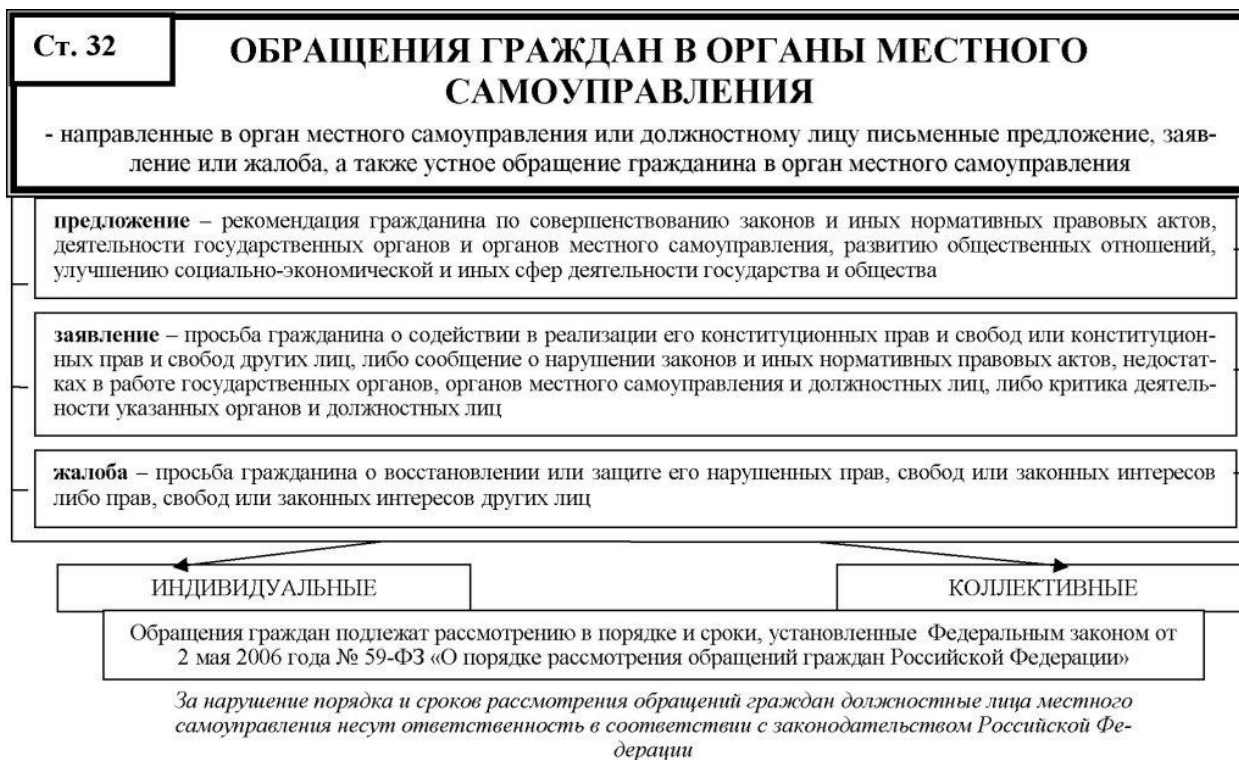 Ст. 32
ОБРАЩЕНИЯ ГРАЖДАН В ОРГАНЫ МЕСТНОГО
САМОУПРАВЛЕНИЯ
- направленные в орган местного самоуправления или должностному лицу письменные предложение, заяв-
ление или жалоба, а также устное обращение гражданина в орган местного самоуправления
предложение – рекомендация гражданина по совершенствованию законов и иных нормативных правовых актов,
деятельности государственных органов и органов местного самоуправления, развитию общественных отношений,
улучшению социально-экономической и иных сфер деятельности государства и общества
заявление – просьба гражданина о содействии в реализации его конституционных прав и свобод или конституцион-
ных прав и свобод других лиц, либо сообщение о нарушении законов и иных нормативных правовых актов, недостат-
ках в работе государственных органов, органов местного самоуправления и должностных лиц, либо критика деятель-
ности указанных органов и должностных лиц
жалоба – просьба гражданина о восстановлении или защите его нарушенных прав, свобод или законных интересов
либо прав, свобод или законных интересов других лиц
ИНДИВИДУАЛЬНЫЕ
КОЛЛЕКТИВНЫЕ
Обращения граждан подлежат рассмотрению в порядке и сроки, установленные Федеральным законом от
2 мая 2006 года № 59-ФЗ «О порядке рассмотрения обращений граждан Российской Федерации»
За нарушение порядка и сроков рассмотрения обращений граждан должностные лица местного
самоуправления несут ответственность в соответствии с законодательством Российской Фе-
дерации